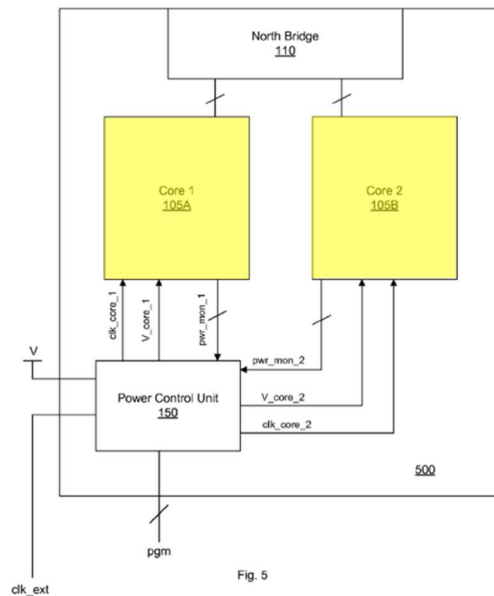 North Bridge
110
Core 1
105A
Core 2
105B
clk_core_1
V_core_1
pwr_mon_1
V
pwr_mon_2
Power Control Unit
150
V_core_2
clk_core_2
500
pgm
Fig. 5
clk_ext